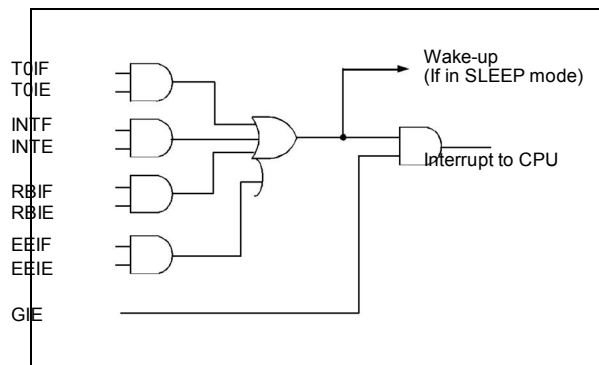 T0IF
T0IE
Wake-up
(If in SLEEP mode)
INTF
INTE
Interrupt to CPU
RBIF
RBIE
EEIF
EEIE
GIE